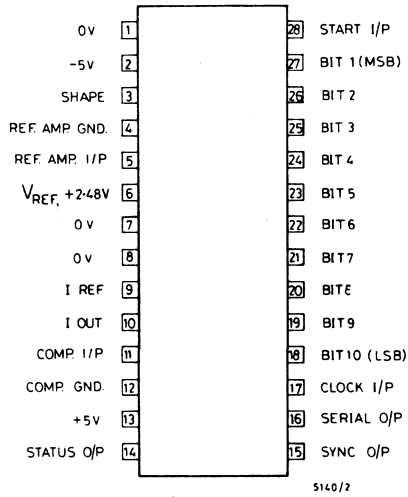 0V 1 28 START I/P
-5V 2 27 BIT 1 (MSB)
SHAPE 3 26 BIT 2
REF. AMP. GND. 4 25 BIT 3
REF. AMP. I/P 5 24 BIT 4
VREF, +2·48V 6 23 BIT 5
0V 7 22 BIT 6
0V 8 21 BIT 7
I REF 9 20 BIT8
I OUT 10 19 BIT 9
COMP. I/P 11 18 BIT 10 (LSB)
COMP. GND. 12 17 CLOCK I/P
+5V 13 16 SERIAL O/P
STATUS O/P 14 15 SYNC O/P
5140/2